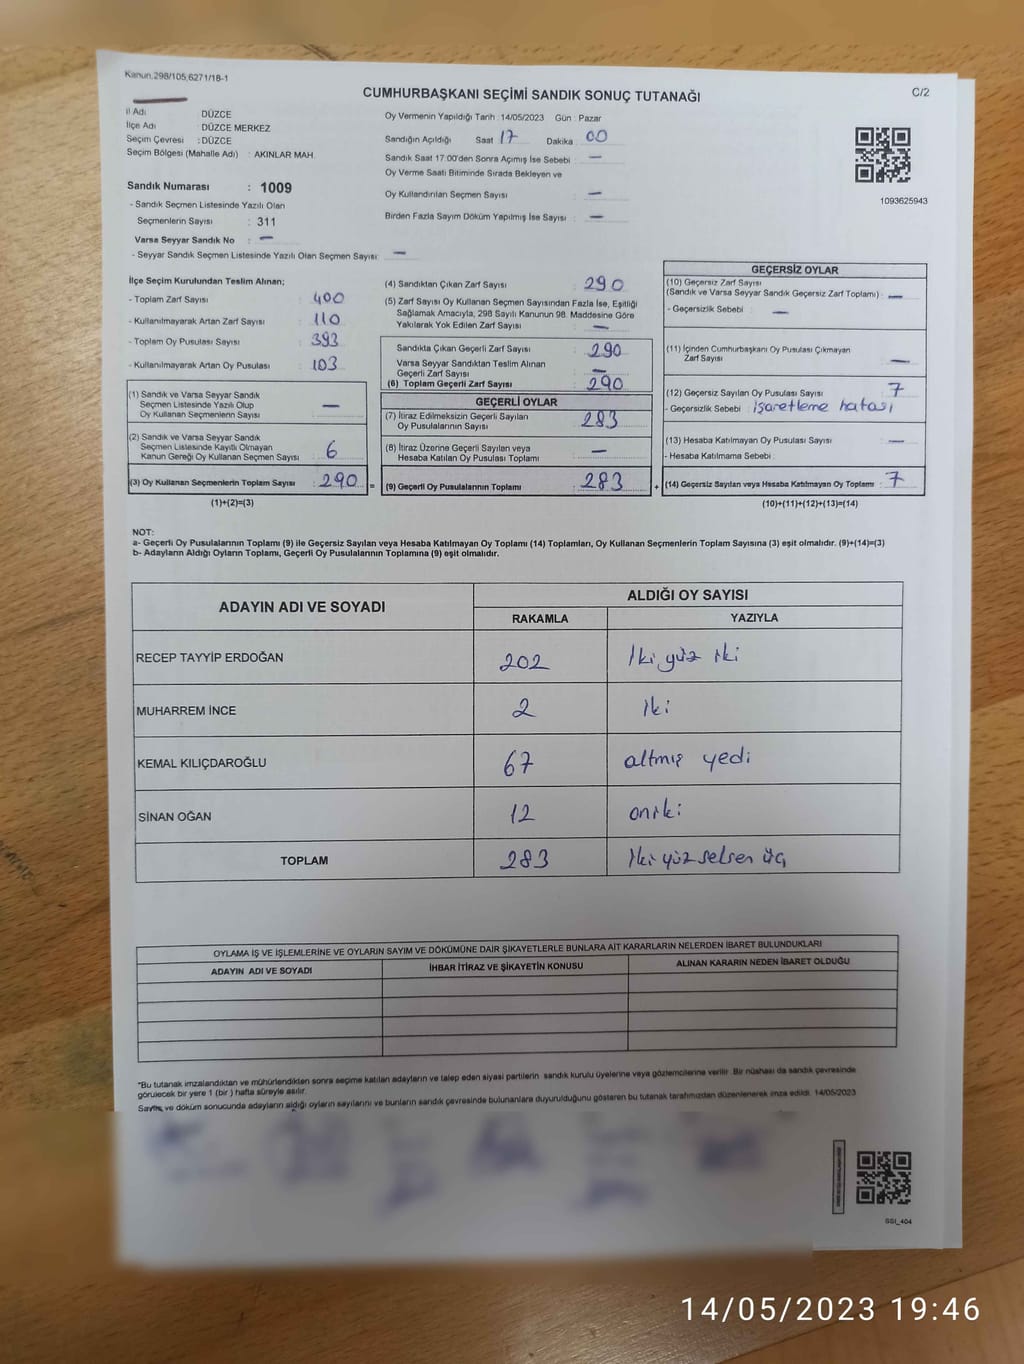 Kanun.298/105,6271/18-1
CUMHURBAŞKANI SEÇİMİ SANDIK SONUÇ TUTANAĞI
C/2
İl Adı DÜZCE
İlçe Adı DÜZCE MERKEZ
Seçim Çevresi : DÜZCE
Seçim Bölgesi (Mahalle Adı) : AKINLAR MAH.
Sandık Numarası : 1009
- Sandık Seçmen Listesinde Yazılı Olan
Seçmenlerin Sayısı : 311
Varsa Seyyar Sandık No : —
- Seyyar Sandık Seçmen Listesinde Yazılı Olan Seçmen Sayısı: —
Oy Vermenin Yapıldığı Tarih : 14/05/2023 Gün : Pazar
Sandığın Açıldığı Saat 17 Dakika 00
Sandık Saat 17:00'den Sonra Açımış İse Sebebi : —
Oy Verme Saati Bitiminde Sırada Bekleyen ve
Oy Kullandırılan Seçmen Sayısı : —
Birden Fazla Sayım Döküm Yapılmış İse Sayısı : —
1093625943
İlçe Seçim Kurulundan Teslim Alınan;
- Toplam Zarf Sayısı : 400
- Kullanılmayarak Artan Zarf Sayısı : 110
- Toplam Oy Pusulası Sayısı : 393
- Kullanılmayarak Artan Oy Pusulası : 103
(1) Sandık ve Varsa Seyyar Sandık
Seçmen Listesinde Yazılı Olup
Oy Kullanan Seçmenlerin Sayısı : —
(2) Sandık ve Varsa Seyyar Sandık
Seçmen Listesinde Kayıtlı Olmayan
Kanun Gereği Oy Kullanan Seçmen Sayısı : 6
(3) Oy Kullanan Seçmenlerin Toplam Sayısı : 290 =
(1)+(2)=(3)
(4) Sandıktan Çıkan Zarf Sayısı : 290
(5) Zarf Sayısı Oy Kullanan Seçmen Sayısından Fazla İse, Eşitliği
Sağlamak Amacıyla, 298 Sayılı Kanunun 98. Maddesine Göre
Yakılarak Yok Edilen Zarf Sayısı : —
Sandıkta Çıkan Geçerli Zarf Sayısı : 290
Varsa Seyyar Sandıktan Teslim Alınan
Geçerli Zarf Sayısı : —
(6) Toplam Geçerli Zarf Sayısı : 290
GEÇERLİ OYLAR
(7) İtiraz Edilmeksizin Geçerli Sayılan
Oy Pusulalarının Sayısı : 283
(8) İtiraz Üzerine Geçerli Sayılan veya
Hesaba Katılan Oy Pusulası Toplamı : —
(9) Geçerli Oy Pusulalarının Toplamı : 283 +
GEÇERSİZ OYLAR
(10) Geçersiz Zarf Sayısı
(Sandık ve Varsa Seyyar Sandık Geçersiz Zarf Toplamı) : —
- Geçersizlik Sebebi : —
(11) İçinden Cumhurbaşkanı Oy Pusulası Çıkmayan
Zarf Sayısı : —
(12) Geçersiz Sayılan Oy Pusulası Sayısı : 7
- Geçersizlik Sebebi : işaretleme hatası
(13) Hesaba Katılmayan Oy Pusulası Sayısı : —
- Hesaba Katılmama Sebebi :
(14) Geçersiz Sayılan veya Hesaba Katılmayan Oy Toplamı : 7
(10)+(11)+(12)+(13)=(14)
NOT:
a- Geçerli Oy Pusulalarının Toplamı (9) ile Geçersiz Sayılan veya Hesaba Katılmayan Oy Toplamı (14) Toplamları, Oy Kullanan Seçmenlerin Toplam Sayısına (3) eşit olmalıdır. (9)+(14)=(3)
b- Adayların Aldığı Oyların Toplamı, Geçerli Oy Pusulalarının Toplamına (9) eşit olmalıdır.
ADAYIN ADI VE SOYADI ALDIĞI OY SAYISI
RAKAMLA YAZIYLA
RECEP TAYYİP ERDOĞAN 202 İki yüz iki
MUHARREM İNCE 2 İki
KEMAL KILIÇDAROĞLU 67 altmış yedi
SİNAN OĞAN 12 oniki
TOPLAM 283 İki yüz seksen üç
OYLAMA İŞ VE İŞLEMLERİNE VE OYLARIN SAYIM VE DÖKÜMÜNE DAİR ŞİKAYETLERLE BUNLARA AİT KARARLARIN NELERDEN İBARET BULUNDUKLARI
ADAYIN ADI VE SOYADI İHBAR İTİRAZ VE ŞİKAYETİN KONUSU ALINAN KARARIN NEDEN İBARET OLDUĞU
*Bu tutanak imzalandıktan ve mühürlendikten sonra seçime katılan adayların ve talep eden siyasi partilerin sandık kurulu üyelerine veya gözlemcilerine verilir. Bir nüshası da sandık çevresinde
görülecek bir yere 1 (bir) hafta süreyle asılır.
Sayım ve döküm sonucunda adayların aldığı oyların sayılarını ve bunların sandık çevresinde bulunanlara duyurulduğunu gösteren bu tutanak tarafımızdan düzenlenerek imza edildi. 14/05/2023
SSI_404
14/05/2023 19:46